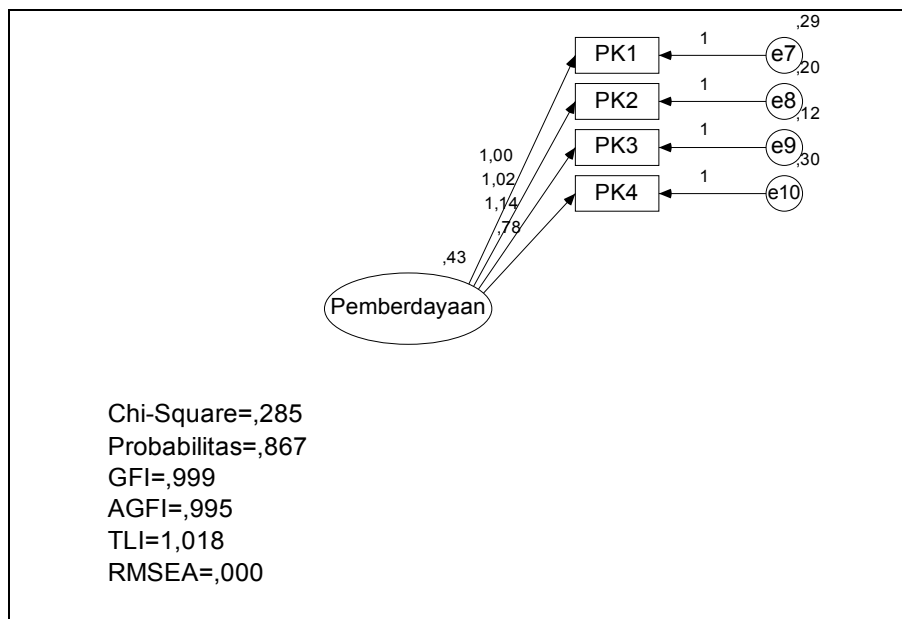 ,29
PK1
1
e7
,20
PK2
1
e8
,12
PK3
1
e9
,30
PK4
1
e10
1,00
1,02
1,14
,78
,43
Pemberdayaan
Chi-Square=,285
Probabilitas=,867
GFI=,999
AGFI=,995
TLI=1,018
RMSEA=,000